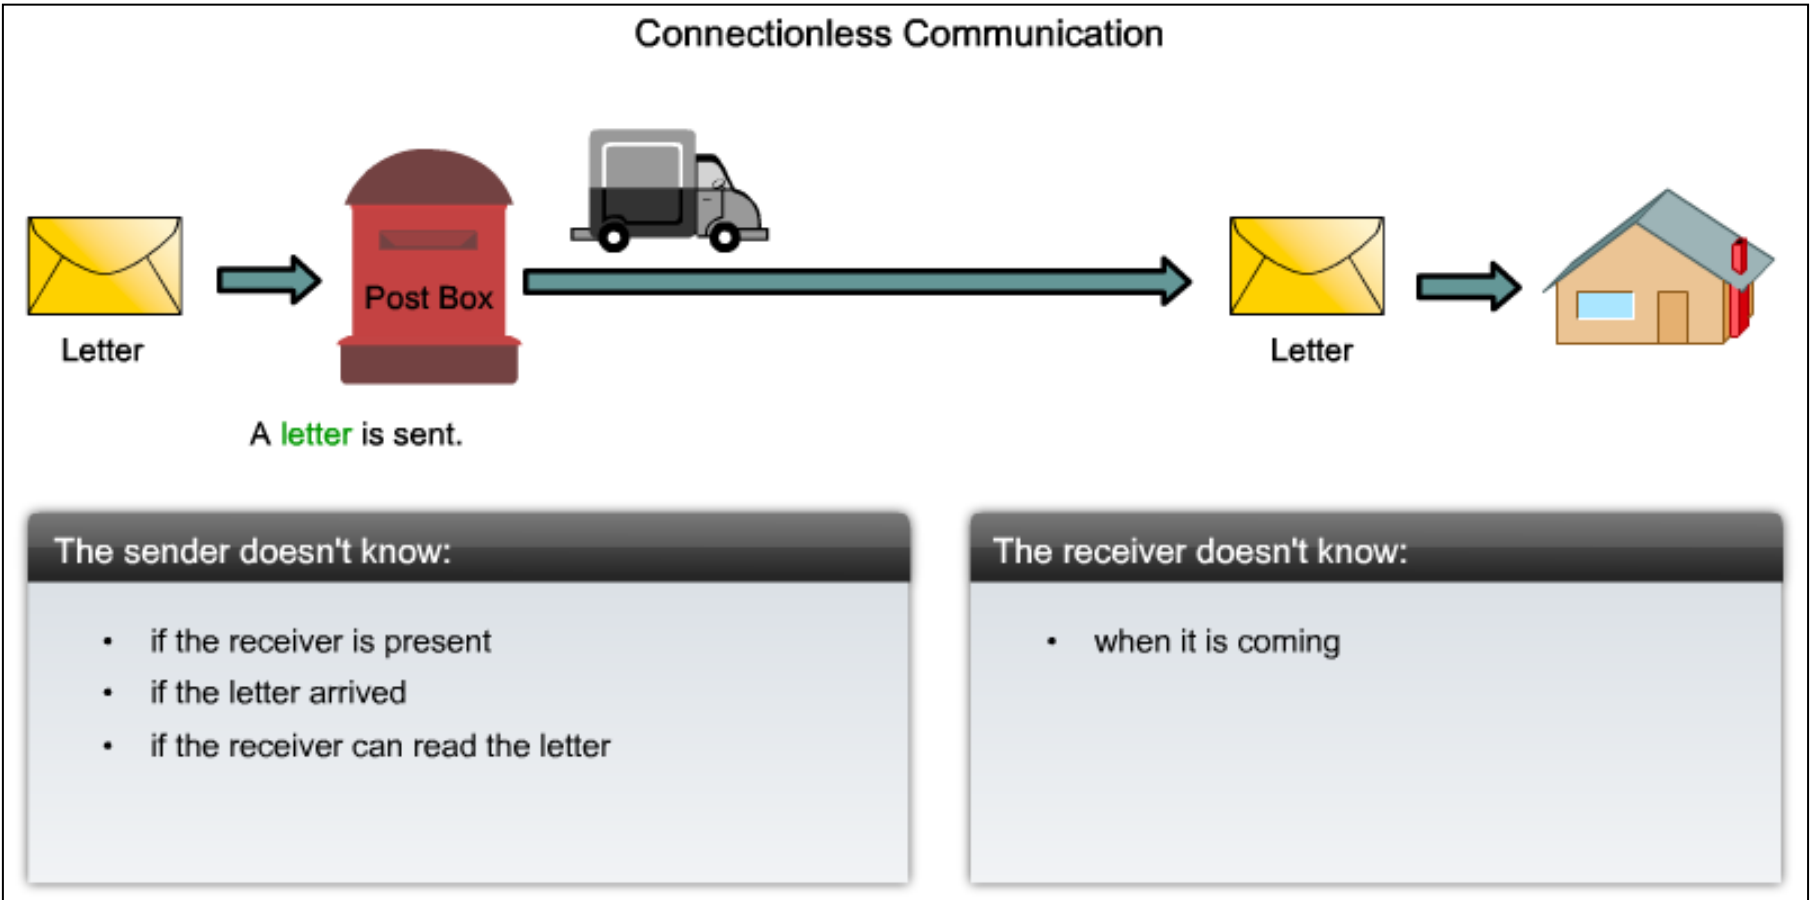 Connectionless Communication
Post Box
Letter
Letter
A letter is sent.
The sender doesn't know:
• if the receiver is present
• if the letter arrived
• if the receiver can read the letter
The receiver doesn't know:
• when it is coming